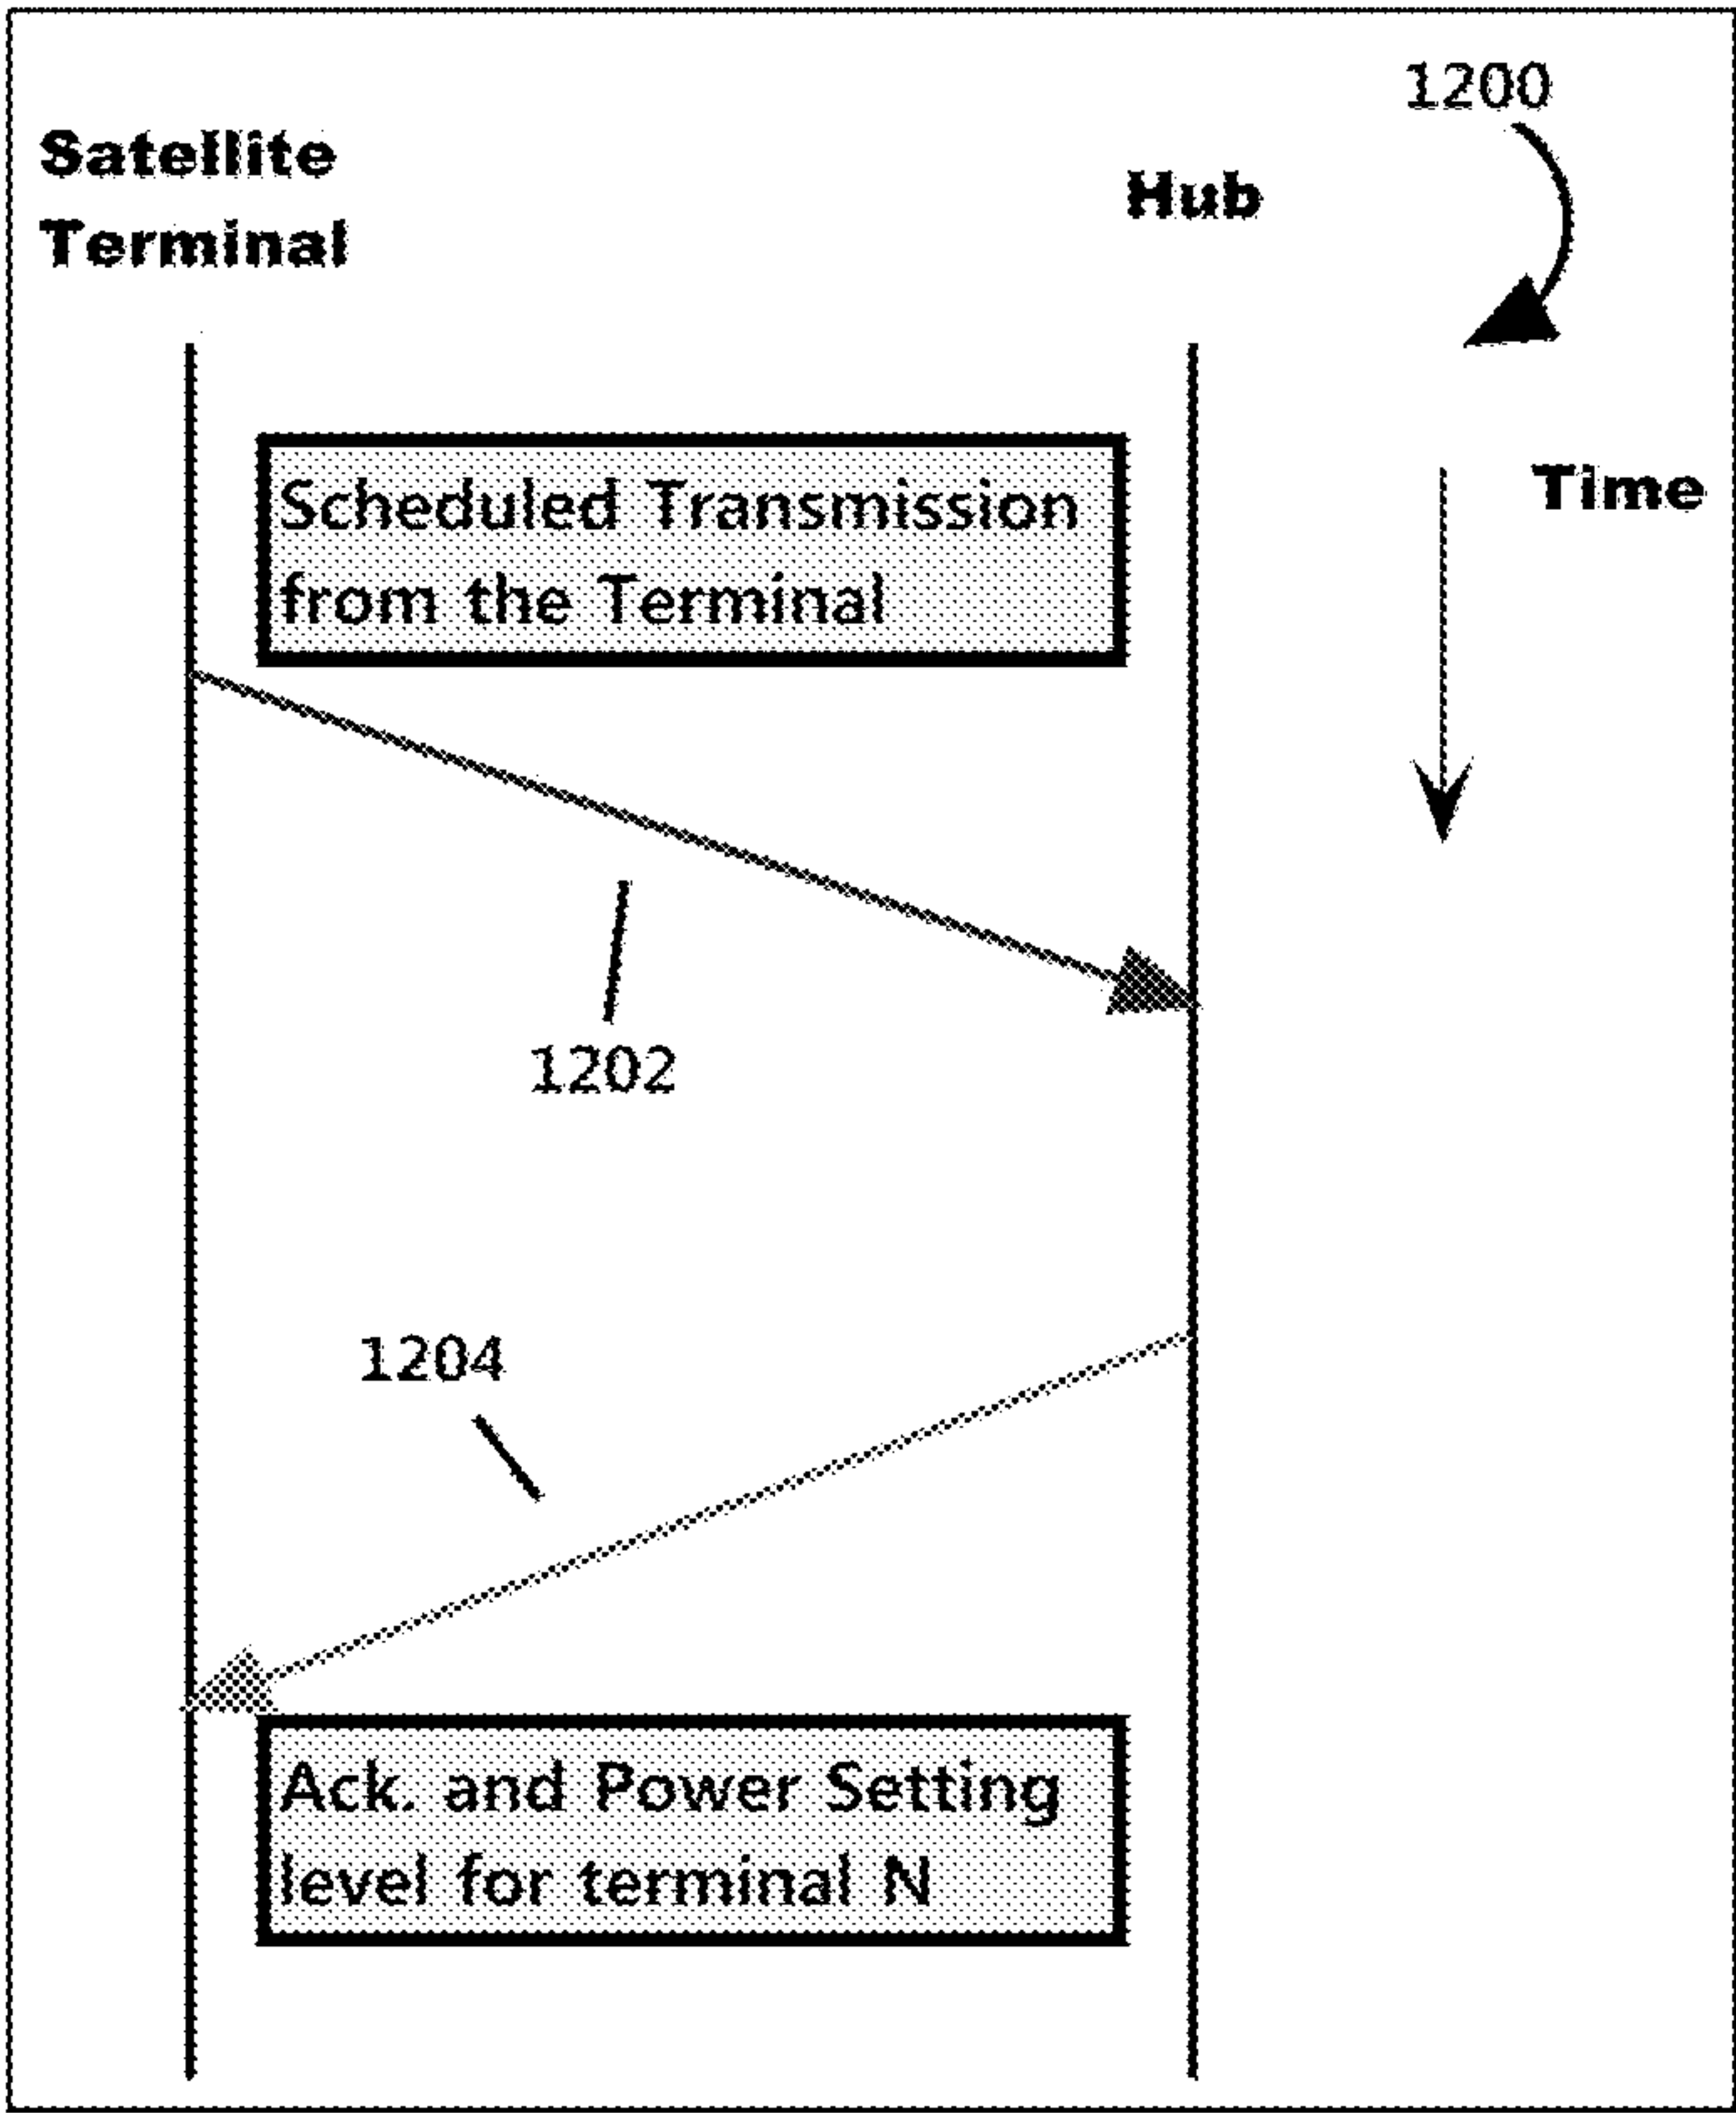 1200
Satellite
Terminal
Hub
Time
Scheduled Transmission
from the Terminal
1202
1204
Ack. and Power Setting
level for terminal N